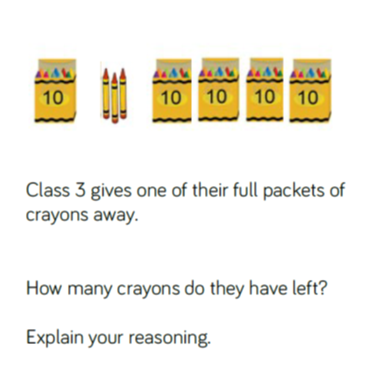 10 10 10 10 10
Class 3 gives one of their full packets of
crayons away.
How many crayons do they have left?
Explain your reasoning.